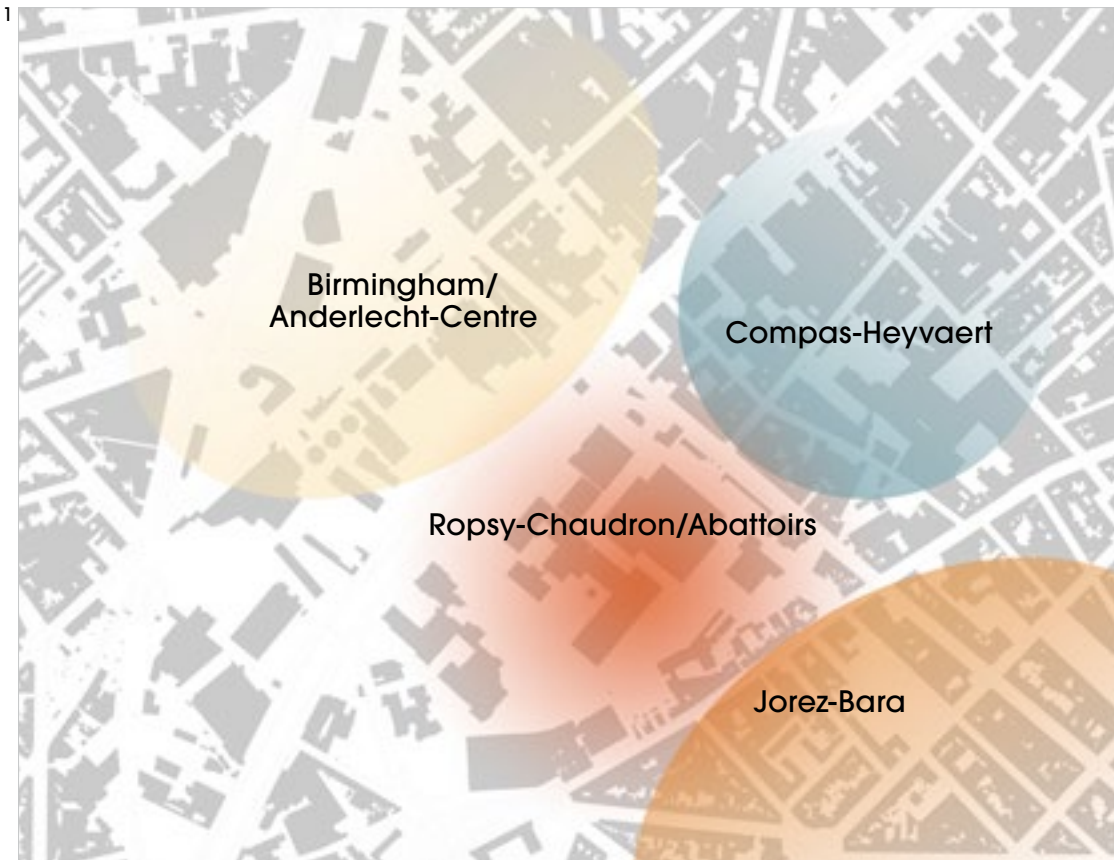 1
Birmingham/
Anderlecht-Centre
Compas-Heyvaert
Ropsy-Chaudron/Abattoirs
Jorez-Bara